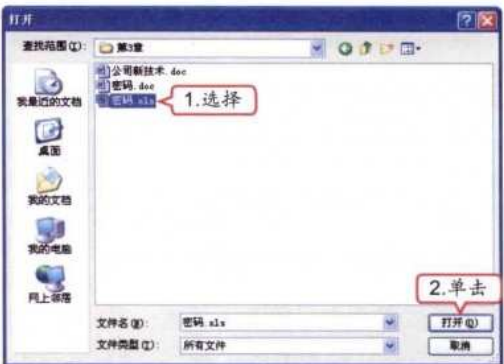 打开
查找范围(I):
第3章
公司新技术.doc
密码.doc
密码.xls
1.选择
我最近的文档
桌面
我的文档
我的电脑
网上邻居
2.单击
文件名(N):
密码.xls
打开(O)
文件类型(T):
所有文件
取消